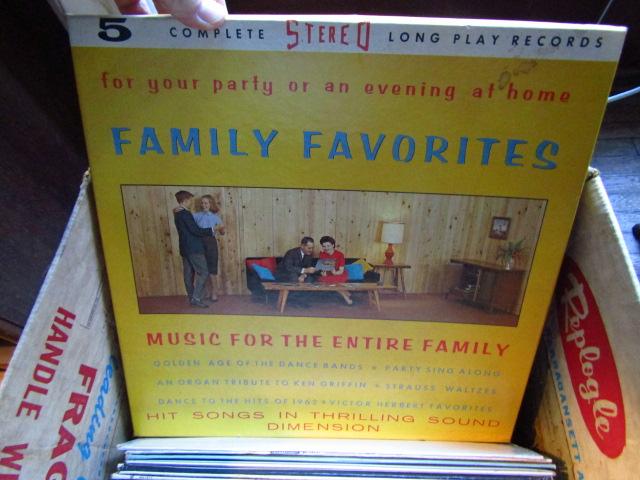 5 COMPLETE STEREO LONG PLAY RECORDS
for your party or an evening at home
FAMILY FAVORITES
MUSIC FOR THE ENTIRE FAMILY
GOLDEN AGE OF THE DANCE BANDS • PARTY SING ALONG
AN ORGAN TRIBUTE TO KEN GRIFFIN • STRAUSS WALTZES
DANCE TO THE HITS OF 1962 • VICTOR HERBERT FAVORITES
HIT SONGS IN THRILLING SOUND
DIMENSION
HANDLE
FRAG
leading
Replogle